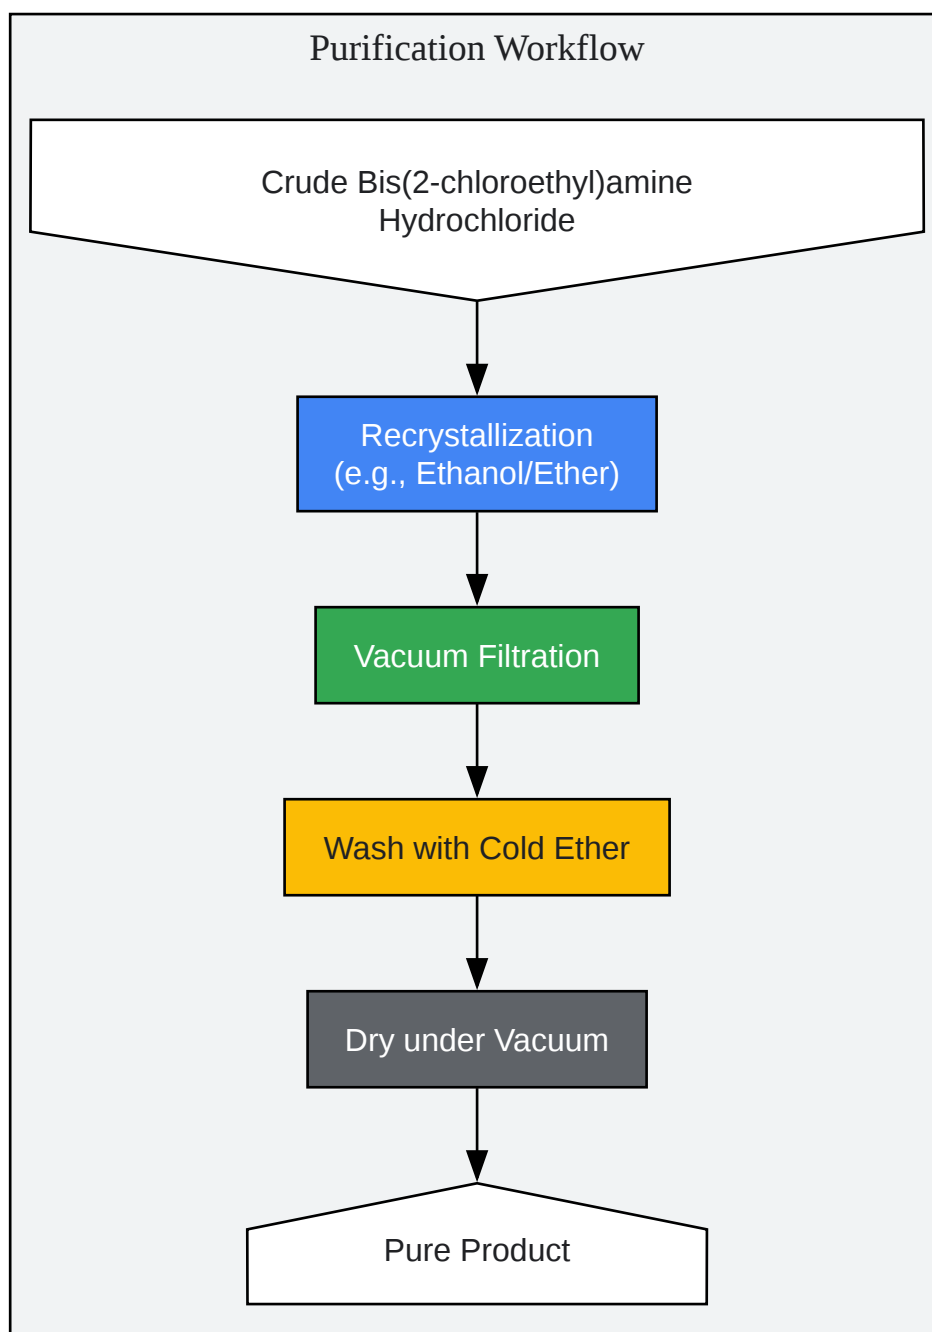 Purification Workflow
Crude Bis(2-chloroethyl)amine
Hydrochloride
Recrystallization
(e.g., Ethanol/Ether)
Vacuum Filtration
Wash with Cold Ether
Dry under Vacuum
Pure Product